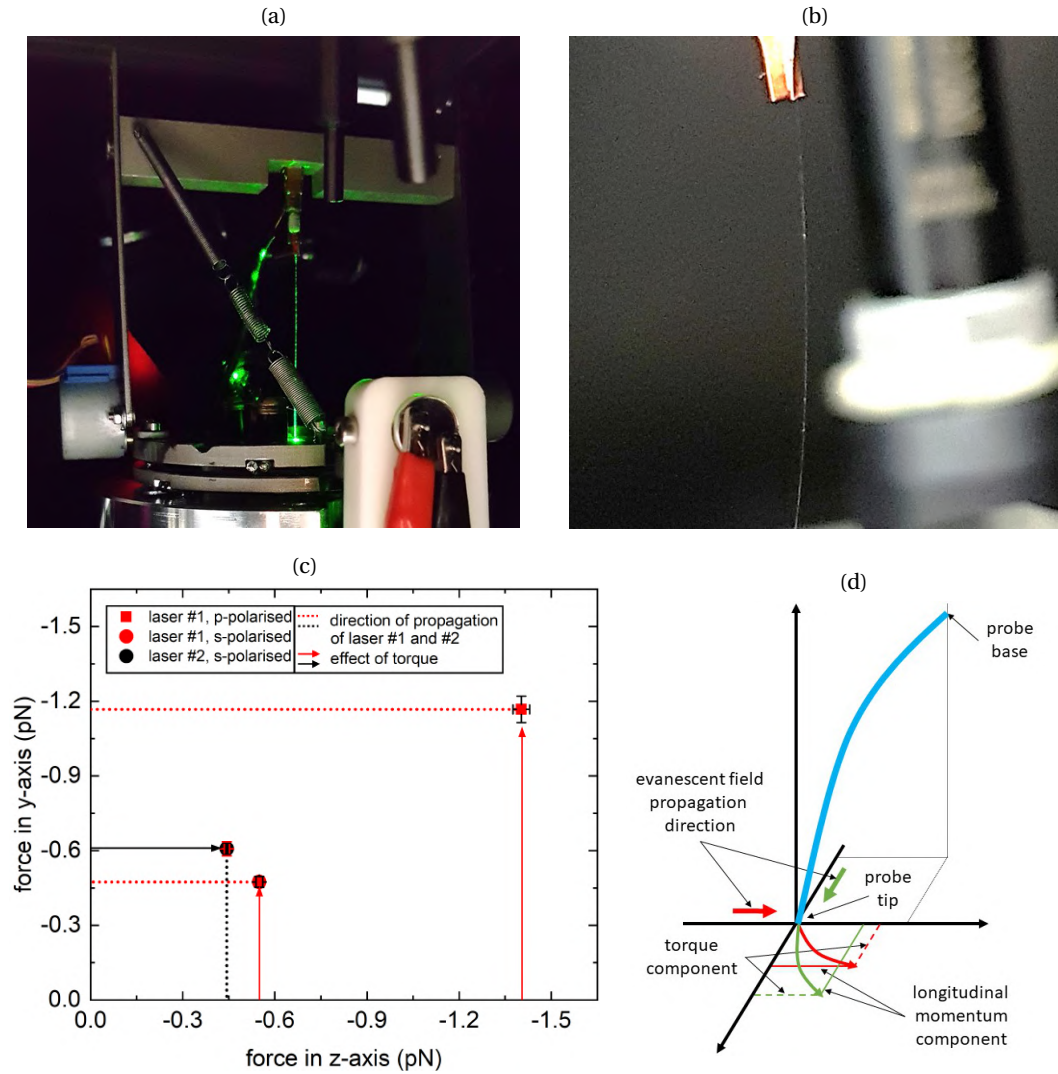 (a)
(b)
(c)
-1.5
-1.2
-0.9
-0.6
-0.3
0.0
force in y-axis (pN)
laser #1, p-polarised
laser #1, s-polarised
laser #2, s-polarised
direction of propagation
of laser #1 and #2
effect of torque
0.0
-0.3
-0.6
-0.9
-1.2
-1.5
force in z-axis (pN)
(d)
probe
base
evanescent field
propagation
direction
probe
tip
torque
component
longitudinal
momentum
component